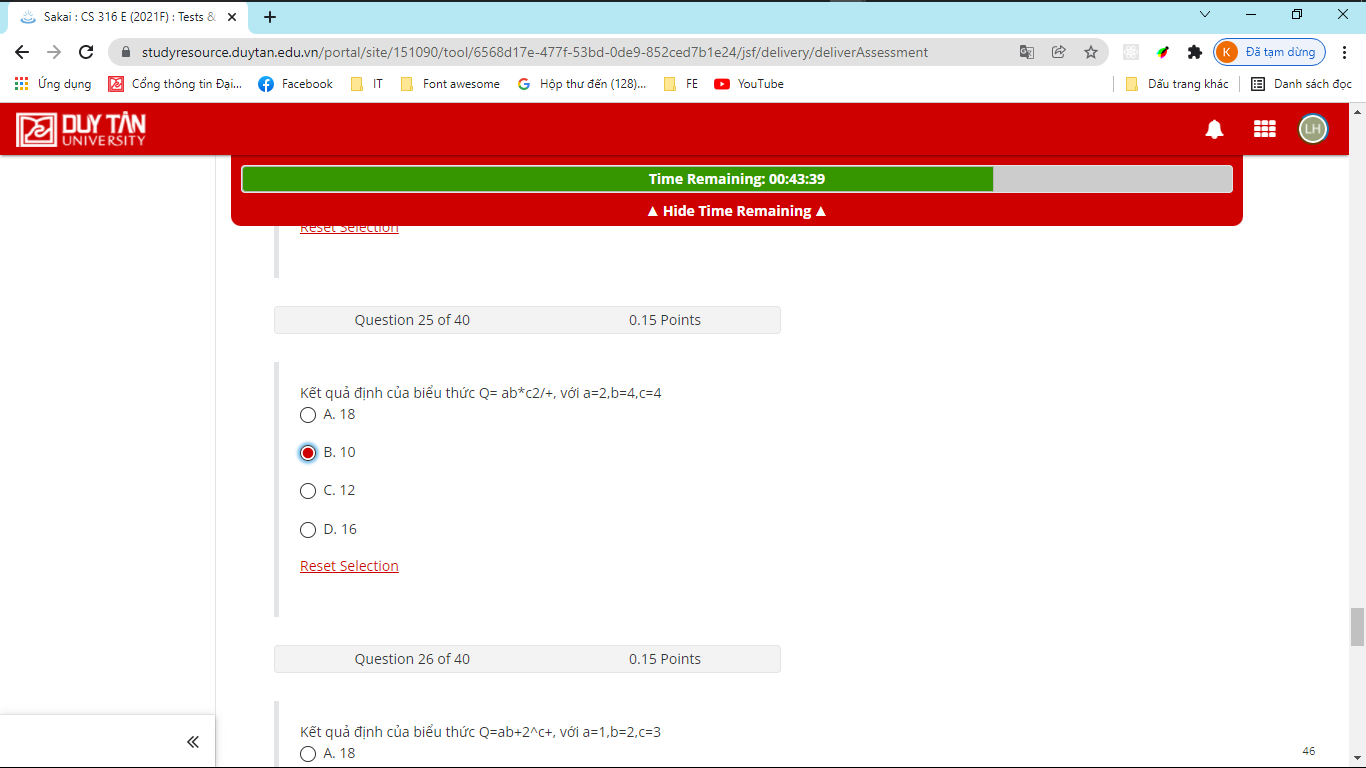 Sakai : CS 316 E (2021F) : Tests &
studyresource.duytan.edu.vn/portal/site/151090/tool/6568d17e-477f-53bd-0de9-852ced7b1e24/jsf/delivery/deliverAssessment
K Đã tạm dừng
Ứng dụng Cổng thông tin Đại... Facebook IT Font awesome Hộp thư đến (128)... FE YouTube Dấu trang khác Danh sách đọc
DUY TÂN
UNIVERSITY
LH
Time Remaining: 00:43:39
▲ Hide Time Remaining ▲
Reset Selection
Question 25 of 40 0.15 Points
Kết quả định của biểu thức Q= ab*c2/+, với a=2,b=4,c=4
A. 18
B. 10
C. 12
D. 16
Reset Selection
Question 26 of 40 0.15 Points
Kết quả định của biểu thức Q=ab+2^c+, với a=1,b=2,c=3
A. 18
46